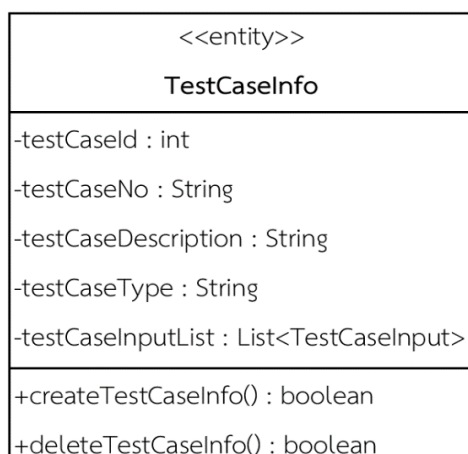 <<entity>>
TestCaseInfo
-testCaseId : int
-testCaseNo : String
-testCaseDescription : String
-testCaseType : String
-testCaseInputList : List<TestCaseInput>
+createTestCaseInfo() : boolean
+deleteTestCaseInfo() : boolean